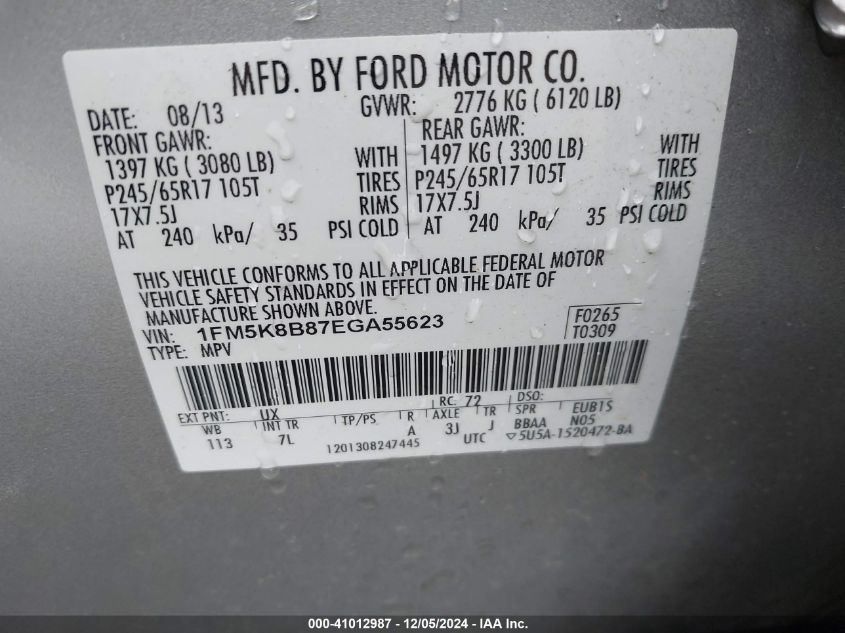 MFD. BY FORD MOTOR CO.
DATE: 08/13 GVWR: 2776 KG ( 6120 LB)
FRONT GAWR: REAR GAWR:
1397 KG ( 3080 LB) WITH 1497 KG ( 3300 LB) WITH
P245/65R17 105T TIRES P245/65R17 105T TIRES
17X7.5J RIMS 17X7.5J RIMS
AT 240 kPa/ 35 PSI COLD AT 240 kPa/ 35 PSI COLD
THIS VEHICLE CONFORMS TO ALL APPLICABLE FEDERAL MOTOR
VEHICLE SAFETY STANDARDS IN EFFECT ON THE DATE OF
MANUFACTURE SHOWN ABOVE.
VIN: 1FM5K8B87EGA55623 F0265
TYPE: MPV T0309
EXT PNT: UX RC: 72 DSO:
WB INT TR TP/PS R AXLE TR SPR EUB1S
113 7L A 3J J BBAA N05
1201308247445 UTC ▽5U5A-1520472-BA
000-41012987 - 12/05/2024 - IAA Inc.